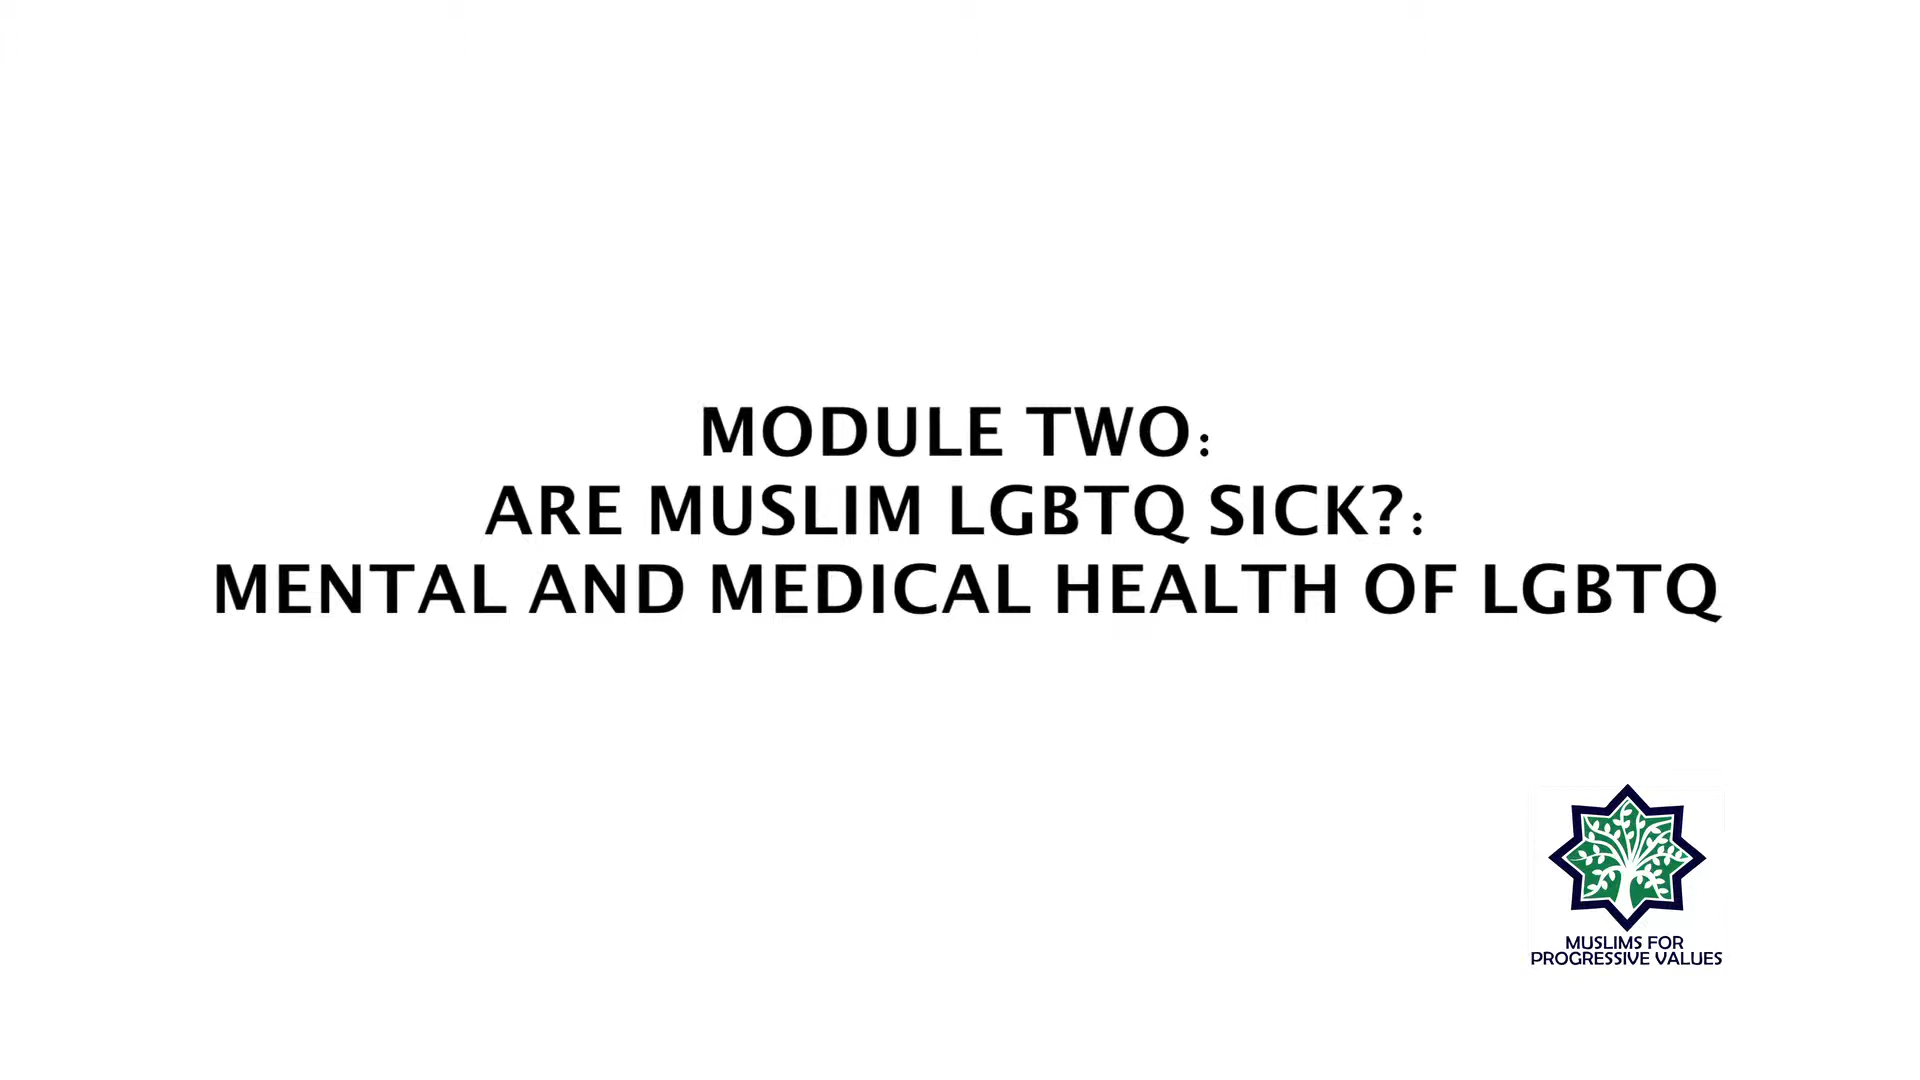 MODULE TWO:
ARE MUSLIM LGBTQ SICK?:
MENTAL AND MEDICAL HEALTH OF LGBTQ
MUSLIMS FOR
PROGRESSIVE VALUES